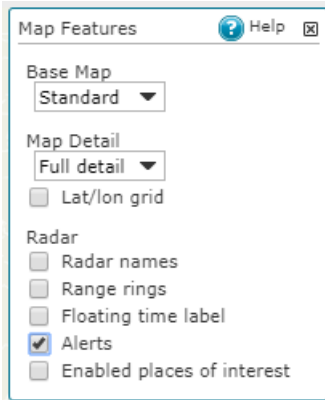 Map Features ? Help
Base Map
Standard
Map Detail
Full detail
Lat/lon grid
Radar
Radar names
Range rings
Floating time label
Alerts
Enabled places of interest